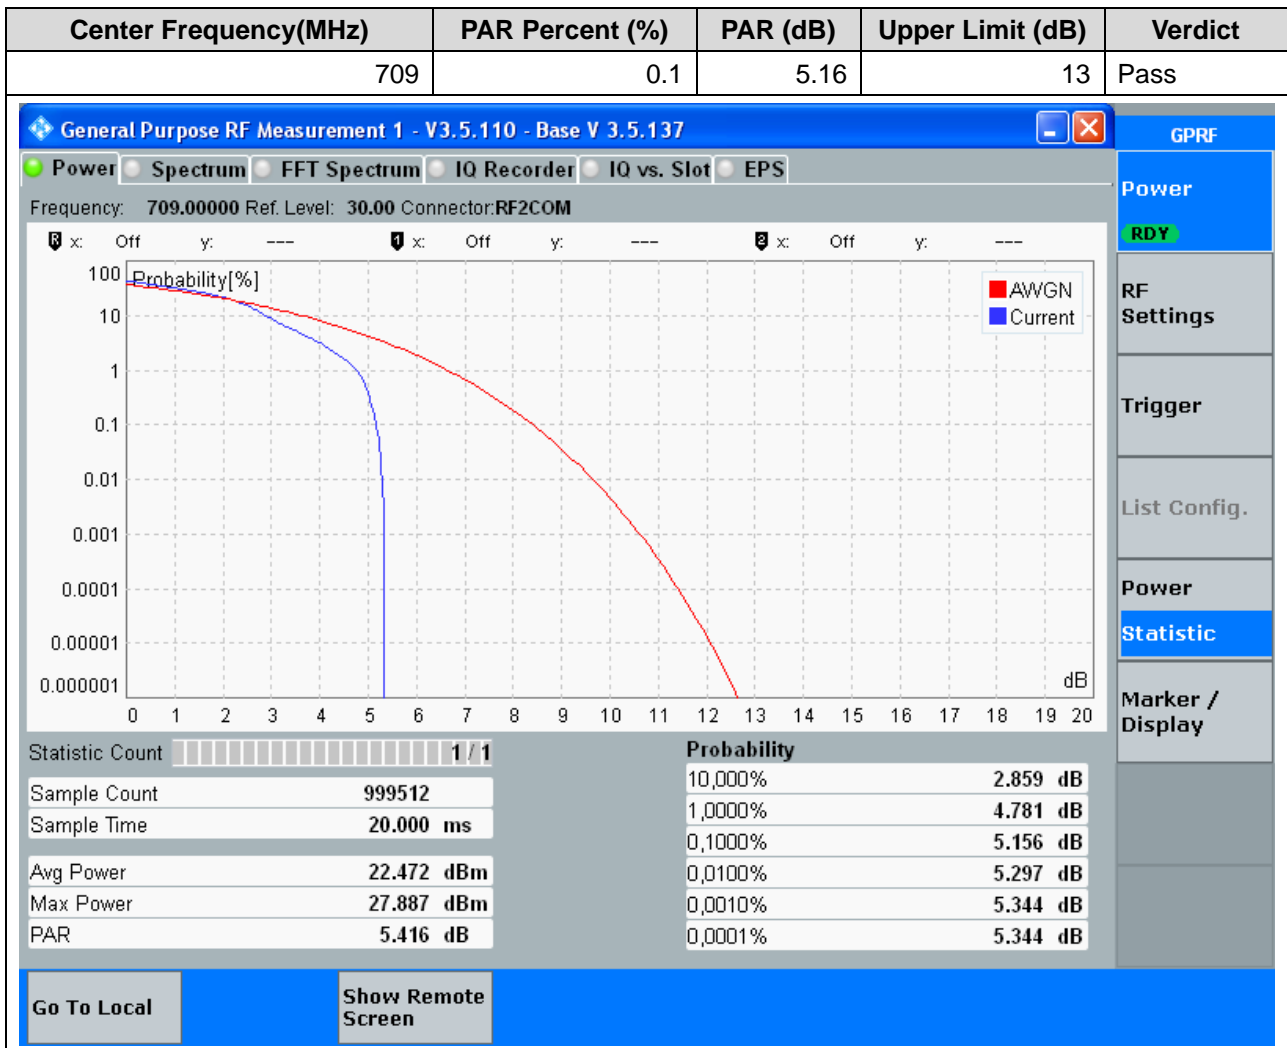 Center Frequency(MHz) PAR Percent (%) PAR (dB) Upper Limit (dB) Verdict
709 0.1 5.16 13 Pass
General Purpose RF Measurement 1 - V3.5.110 - Base V 3.5.137
GPRF
Power Spectrum FFT Spectrum IQ Recorder IQ vs. Slot EPS
Power
RDY
Frequency: 709.00000 Ref. Level: 30.00 Connector:RF2COM
R x: Off y: --- 1 x: Off y: --- 2 x: Off y: ---
Probability[%]
AWGN
Current
100
10
1
0.1
0.01
0.001
0.0001
0.00001
0.000001
dB
0 1 2 3 4 5 6 7 8 9 10 11 12 13 14 15 16 17 18 19 20
RF
Settings
Trigger
List Config.
Power
Statistic
Marker /
Display
Statistic Count 1 / 1
Sample Count 999512
Sample Time 20.000 ms
Avg Power 22.472 dBm
Max Power 27.887 dBm
PAR 5.416 dB
Probability
10,000% 2.859 dB
1,0000% 4.781 dB
0,1000% 5.156 dB
0,0100% 5.297 dB
0,0010% 5.344 dB
0,0001% 5.344 dB
Go To Local
Show Remote
Screen